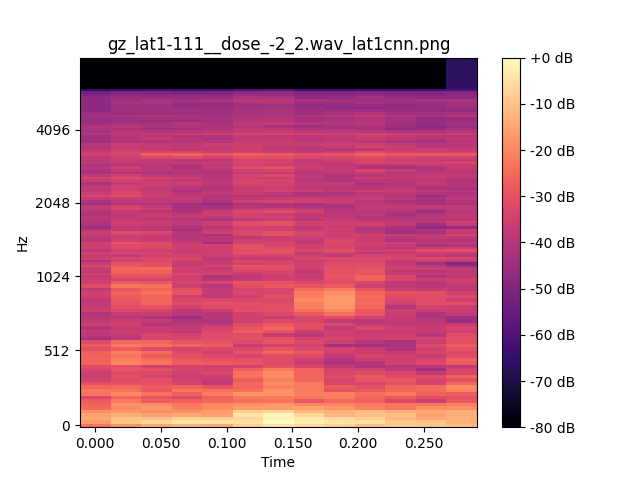 gz_lat1-111__dose_-2_2.wav_lat1cnn.png
+0 dB
-10 dB
-20 dB
-30 dB
-40 dB
-50 dB
-60 dB
-70 dB
-80 dB
4096
2048
1024
512
0
Hz
0.000 0.050 0.100 0.150 0.200 0.250
Time